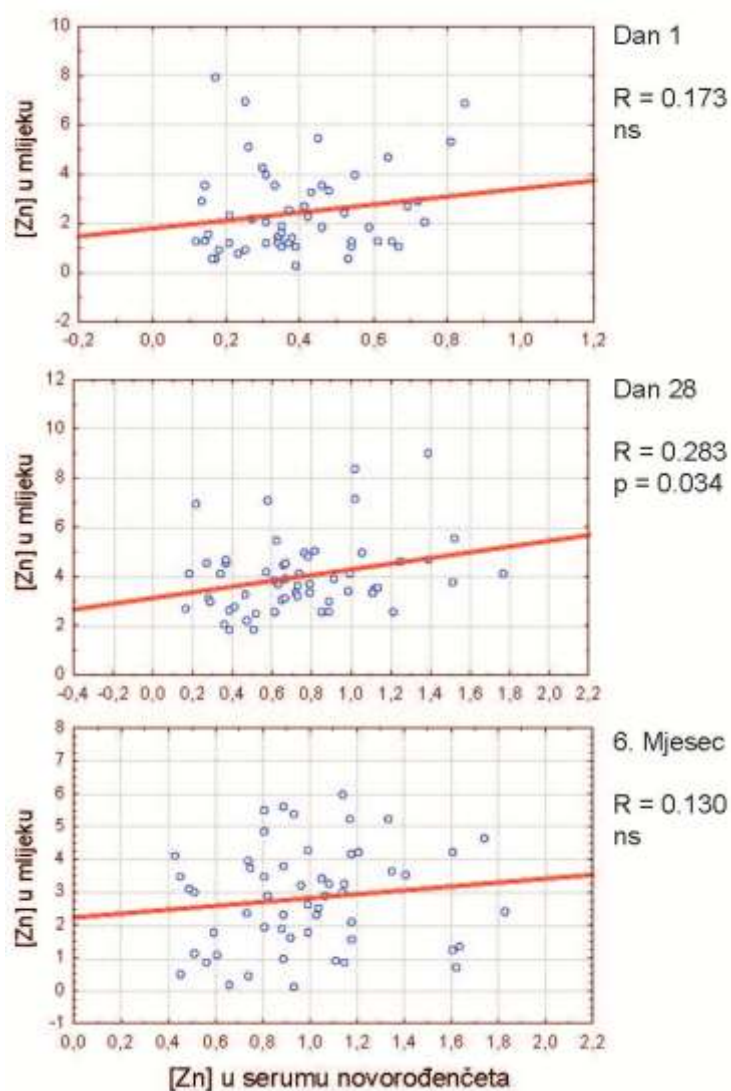 10
8
6
4
2
0
-2
[Zn] u mlijeku
-0,2 0,0 0,2 0,4 0,6 0,8 1,0 1,2
Dan 1
R = 0.173
ns
12
10
8
6
4
2
0
[Zn] u mlijeku
-0,4 -0,2 0,0 0,2 0,4 0,6 0,8 1,0 1,2 1,4 1,6 1,8 2,0 2,2
Dan 28
R = 0.283
p = 0.034
8
7
6
5
4
3
2
1
0
-1
[Zn] u mlijeku
0,0 0,2 0,4 0,6 0,8 1,0 1,2 1,4 1,6 1,8 2,0 2,2
6. Mjesec
R = 0.130
ns
[Zn] u serumu novorođenčeta